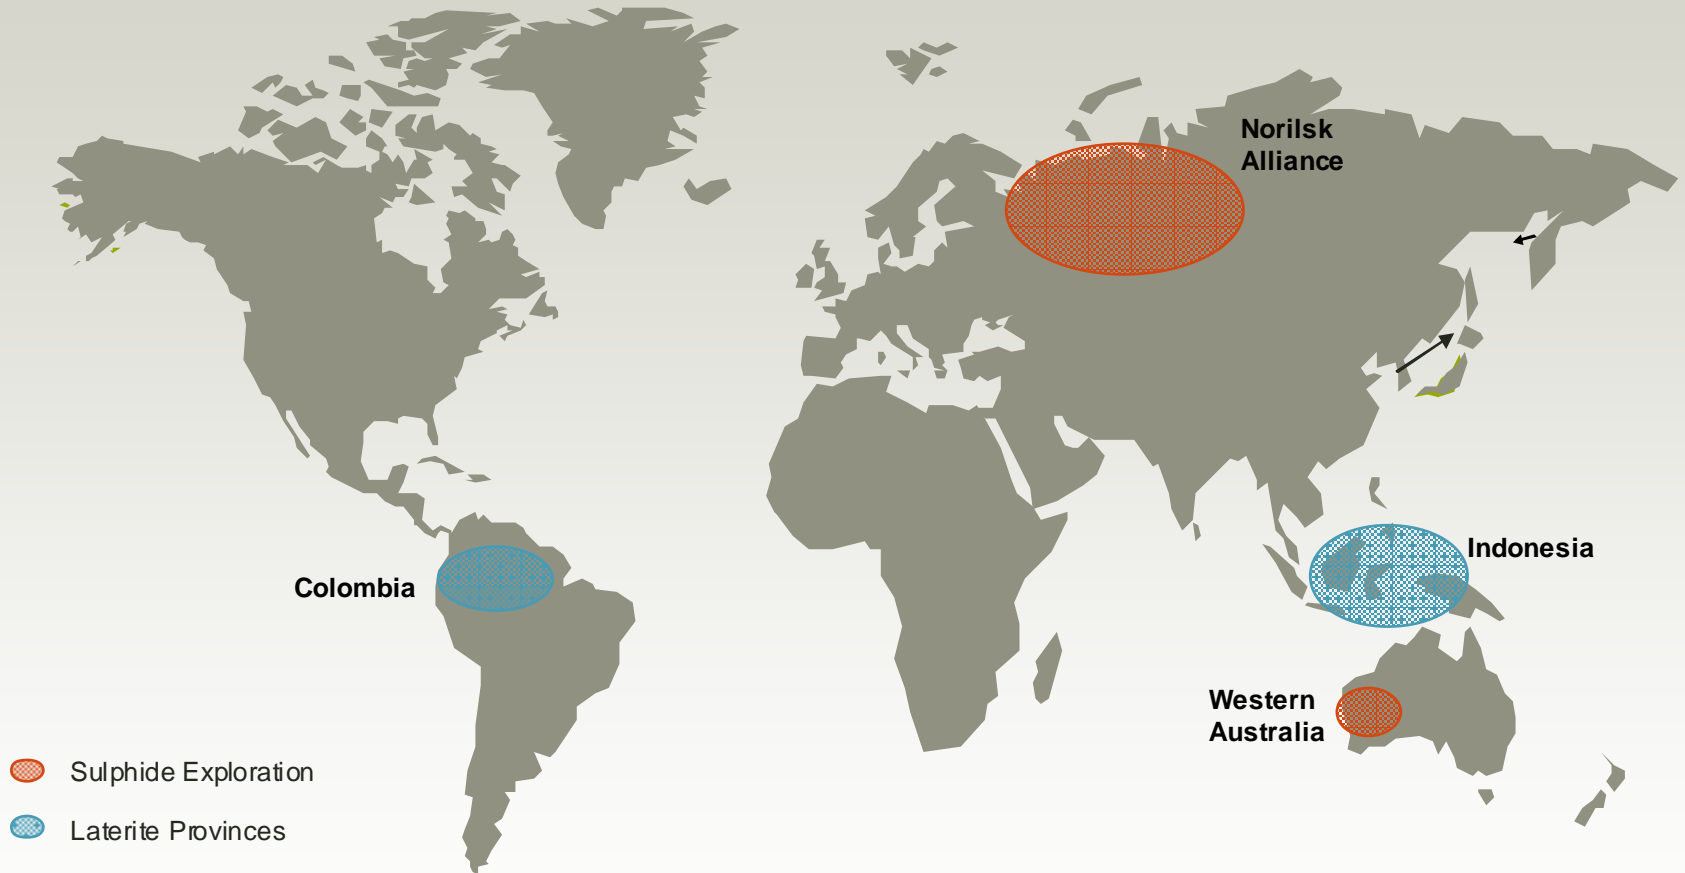 Norilsk
Alliance
Indonesia
Colombia
Western
Australia
Sulphide Exploration
Laterite Provinces